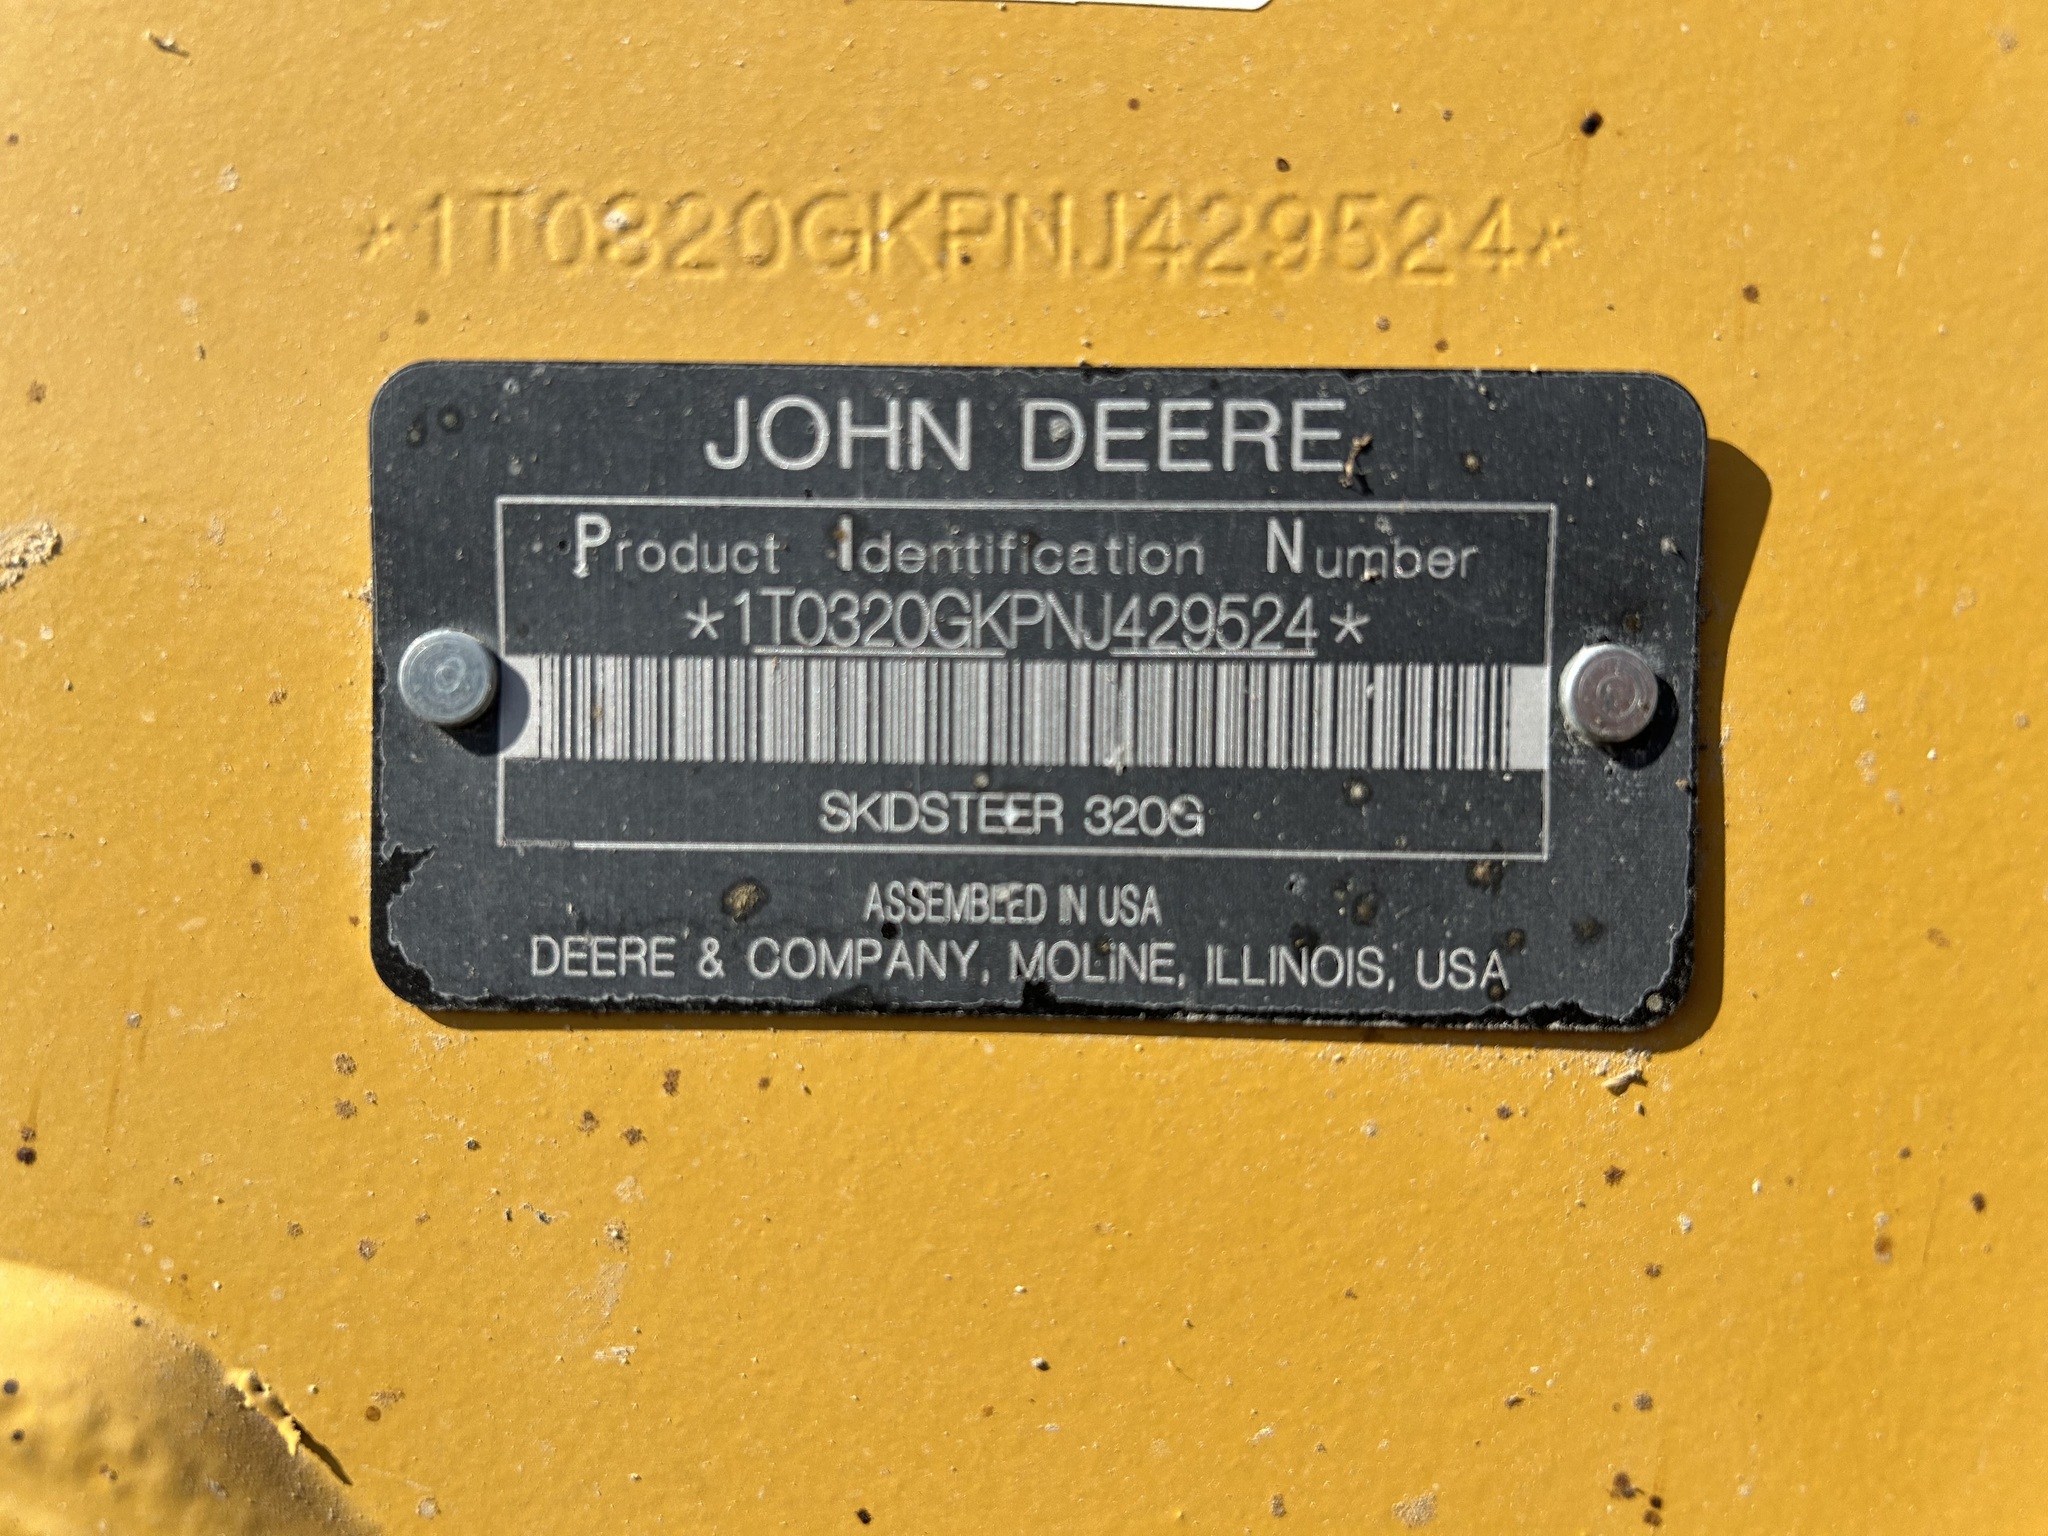 *1T0320GKPNJ429524*
JOHN DEERE
Product Identification Number
*1T0320GKPNJ429524*
SKIDSTEER 320G
ASSEMBLED IN USA
DEERE & COMPANY, MOLINE, ILLINOIS, USA